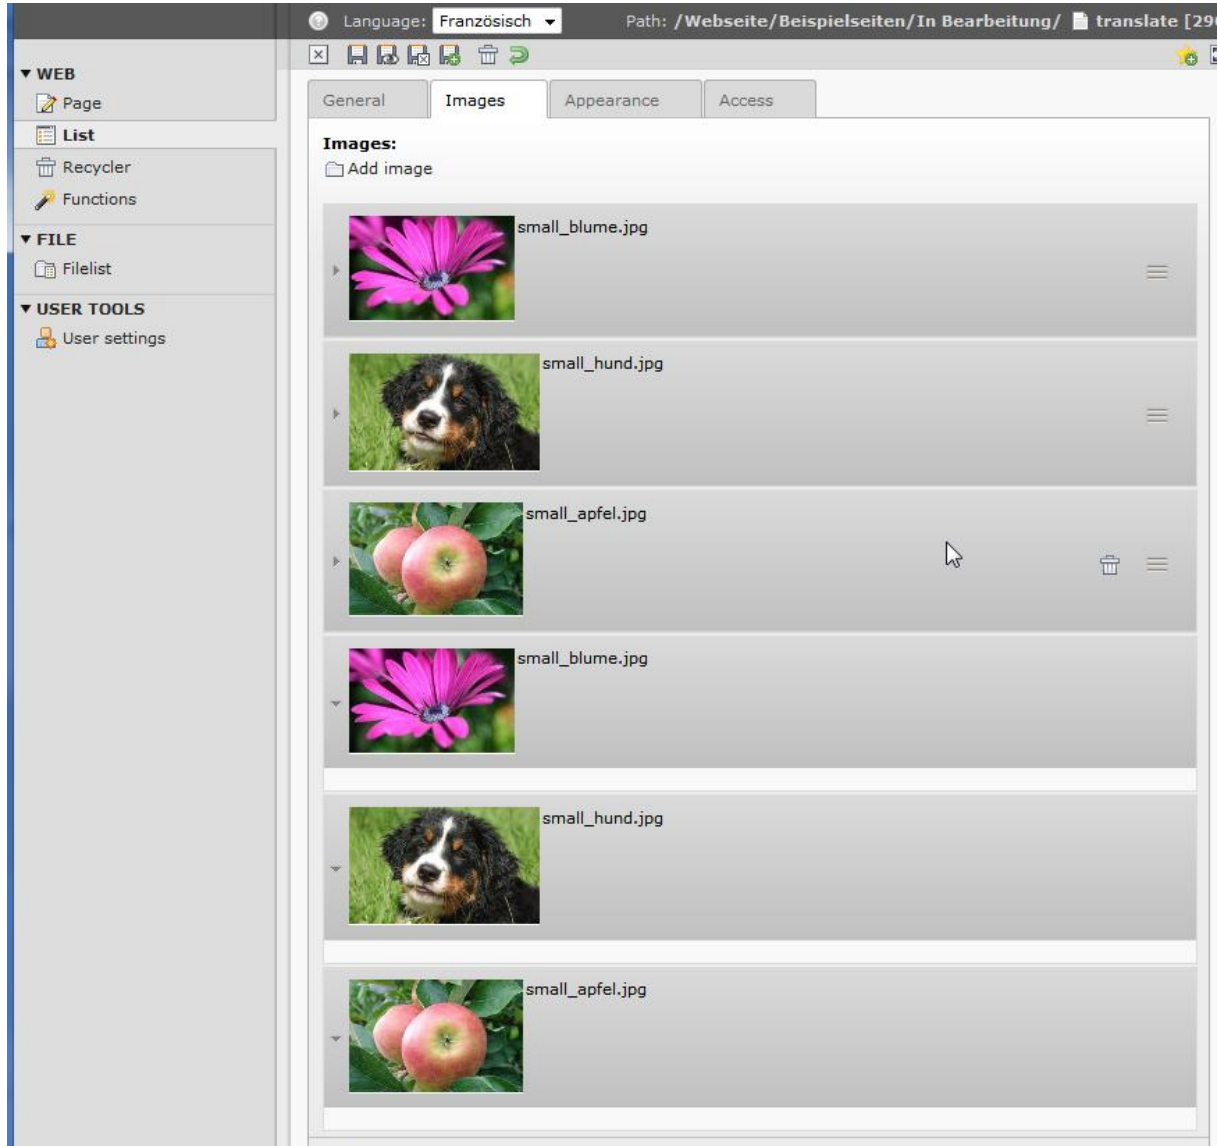 Language: Französisch Path: /Webseite/Beispielseiten/In Bearbeitung/ translate [290
WEB
Page
List
Recycler
Functions
FILE
Filelist
USER TOOLS
User settings
General Images Appearance Access
Images:
Add image
small_blume.jpg
small_hund.jpg
small_apfel.jpg
small_blume.jpg
small_hund.jpg
small_apfel.jpg